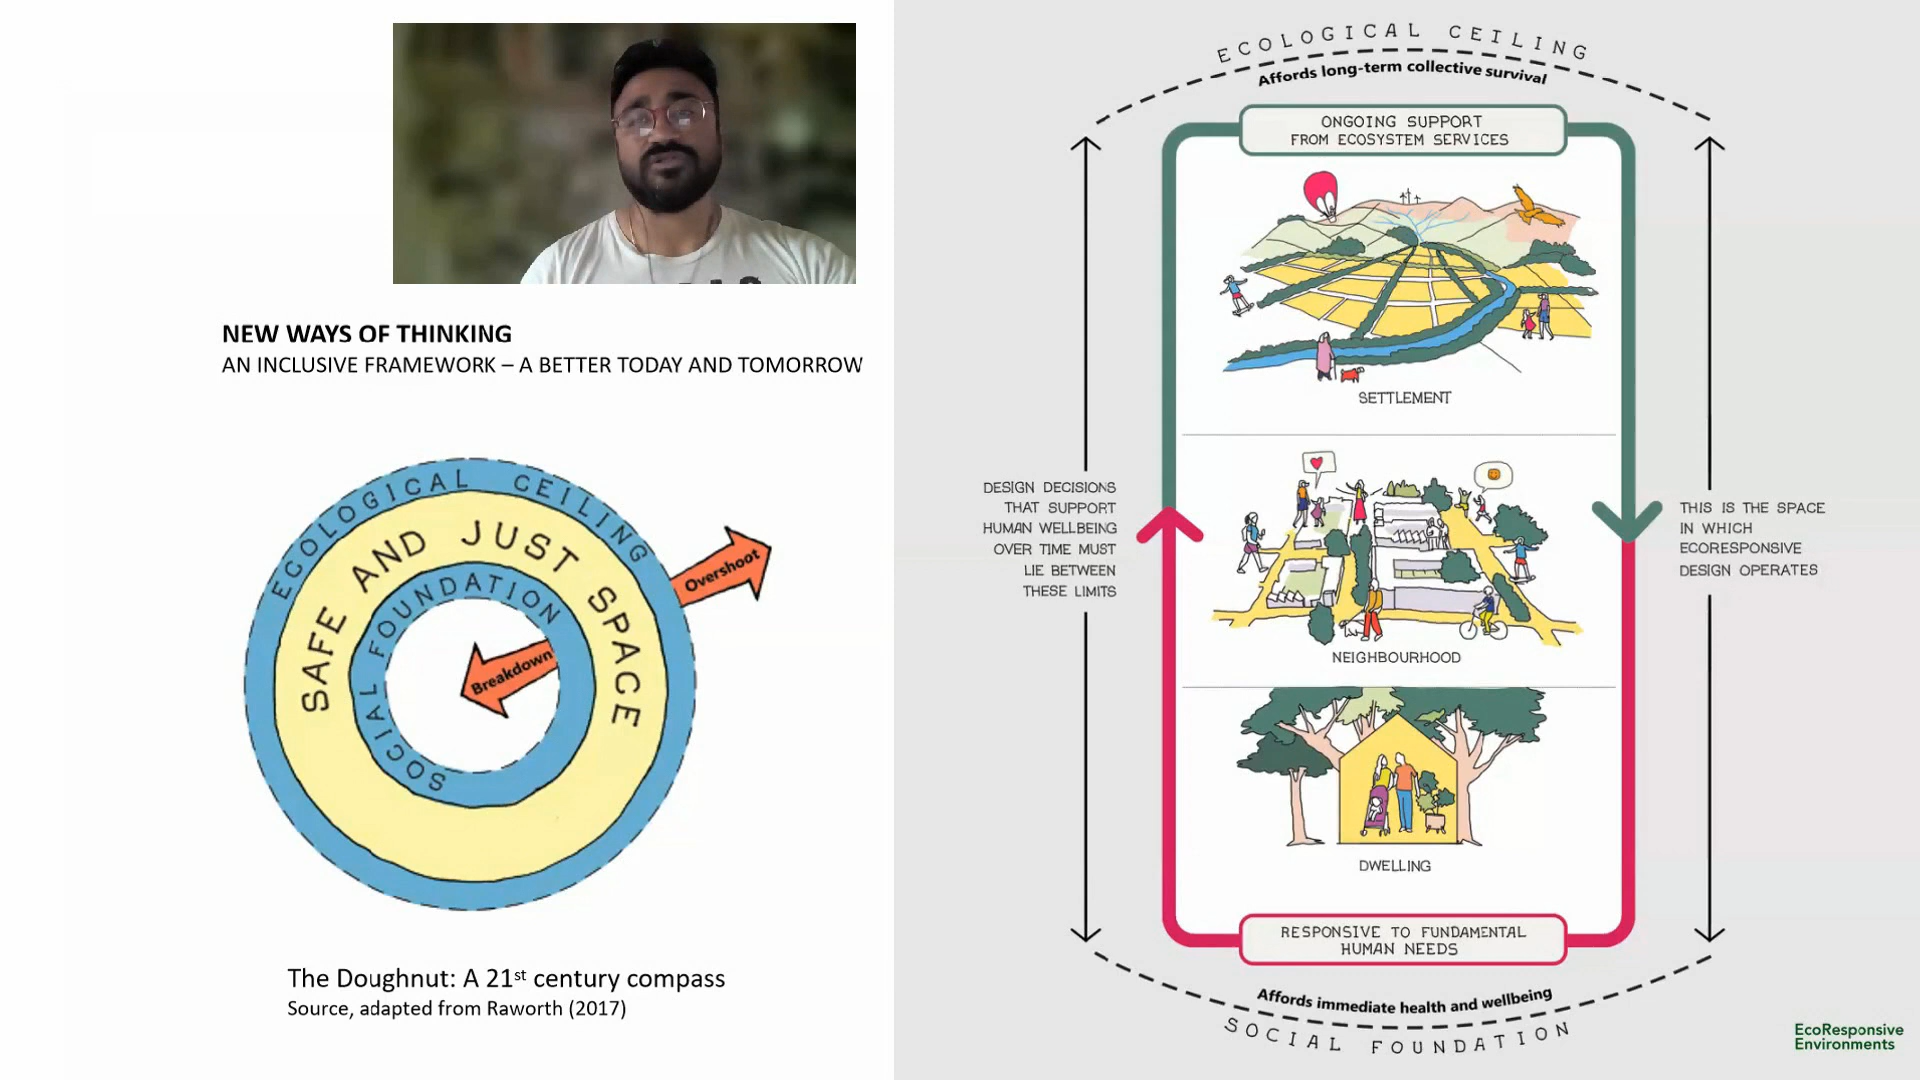 NEW WAYS OF THINKING
AN INCLUSIVE FRAMEWORK – A BETTER TODAY AND TOMORROW
ECOLOGICAL CEILING
SAFE AND JUST SPACE
SOCIAL FOUNDATION
Overshoot
Breakdown
The Doughnut: A 21st century compass
Source, adapted from Raworth (2017)
ECOLOGICAL CEILING
Affords long-term collective survival
ONGOING SUPPORT
FROM ECOSYSTEM SERVICES
SETTLEMENT
DESIGN DECISIONS
THAT SUPPORT
HUMAN WELLBEING
OVER TIME MUST
LIE BETWEEN
THESE LIMITS
THIS IS THE SPACE
IN WHICH
ECORESPONSIVE
DESIGN OPERATES
NEIGHBOURHOOD
DWELLING
RESPONSIVE TO FUNDAMENTAL
HUMAN NEEDS
Affords immediate health and wellbeing
SOCIAL FOUNDATION
EcoResponsive
Environments